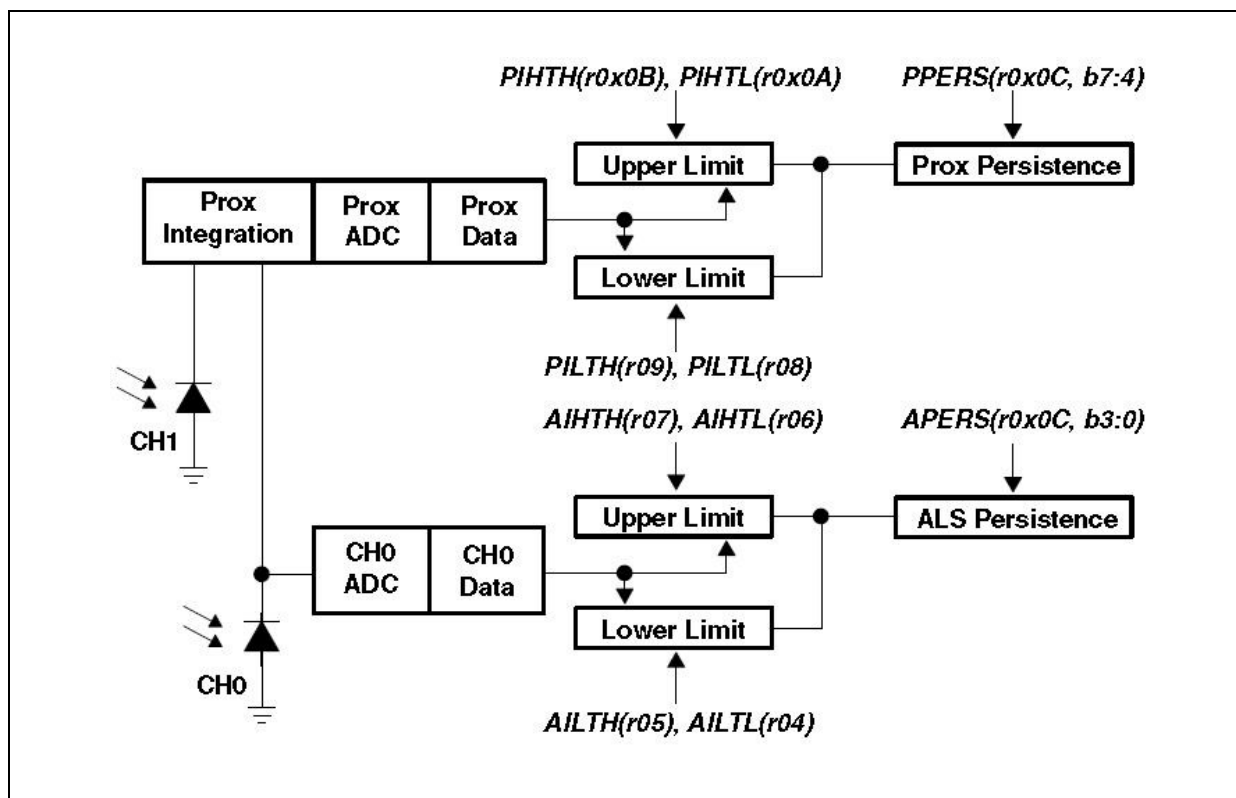 PIHTH(r0x0B), PIHTL(r0x0A)
PPERS(r0x0C, b7:4)
Upper Limit
Prox Persistence
Prox
Integration
Prox
ADC
Prox
Data
Lower Limit
PILTH(r09), PILTL(r08)
CH1
AIHTH(r07), AIHTL(r06)
APERS(r0x0C, b3:0)
Upper Limit
ALS Persistence
CH0
ADC
CH0
Data
Lower Limit
CH0
AILTH(r05), AILTL(r04)